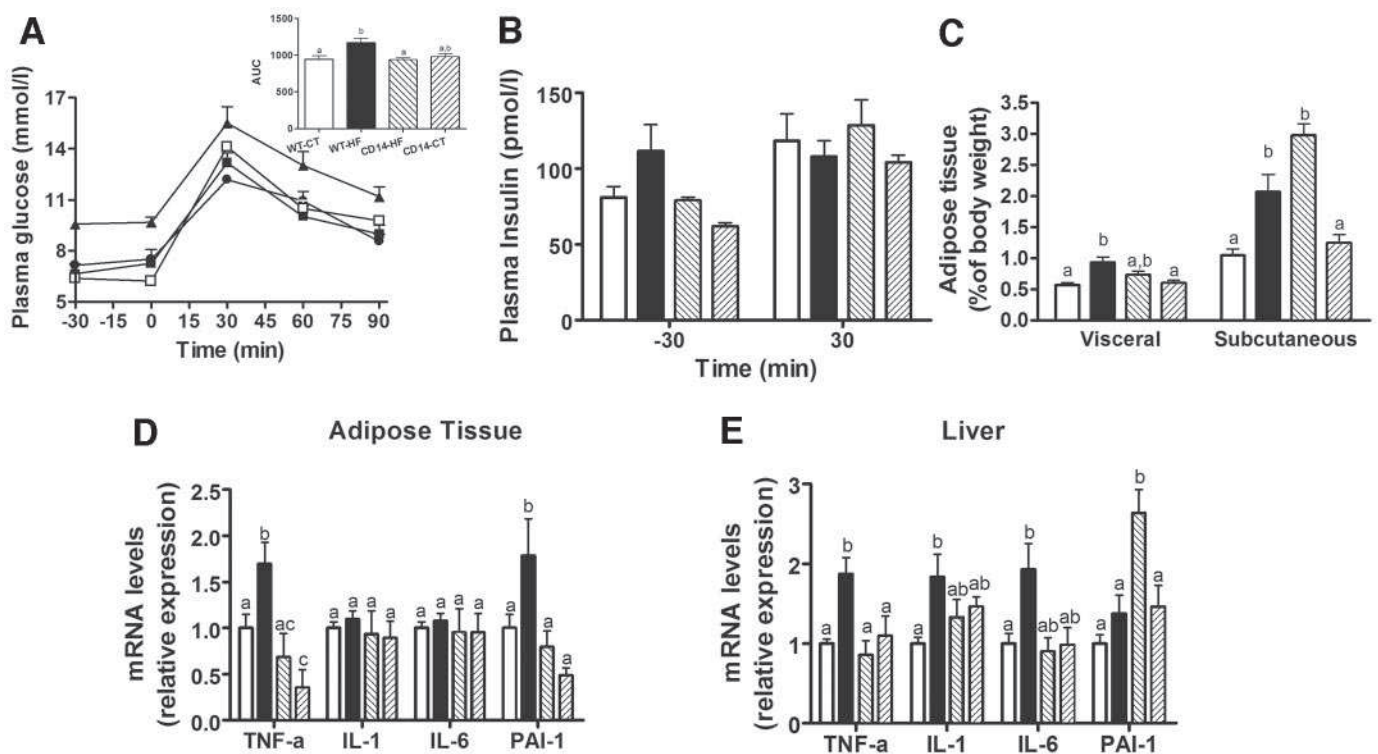 A
Plasma glucose (mmol/l)
17
14
11
8
5
-30 -15 0 15 30 45 60 75 90
Time (min)
AUC
1500
1000
500
0
a b a a,b
WT-CT WT-HF CD14-HF CD14-CT
B
Plasma Insulin (pmol/l)
150
100
50
0
-30 30
Time (min)
C
Adipose tissue
(%of body weight)
3.5
3.0
2.5
2.0
1.5
1.0
0.5
0.0
a b a,b a a b b a
Visceral Subcutaneous
D Adipose Tissue
mRNA levels
(relative expression)
2.5
2.0
1.5
1.0
0.5
0.0
a b ac c a a a a a a a a a b a a
TNF-a IL-1 IL-6 PAI-1
E Liver
mRNA levels
(relative expression)
3
2
1
0
a b a a a b ab ab a b ab ab a a b a
TNF-a IL-1 IL-6 PAI-1